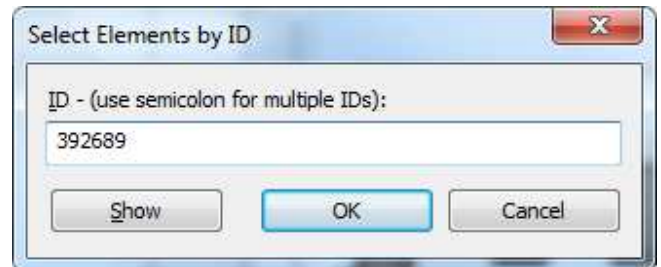 Select Elements by ID
ID - (use semicolon for multiple IDs):
392689
Show OK Cancel